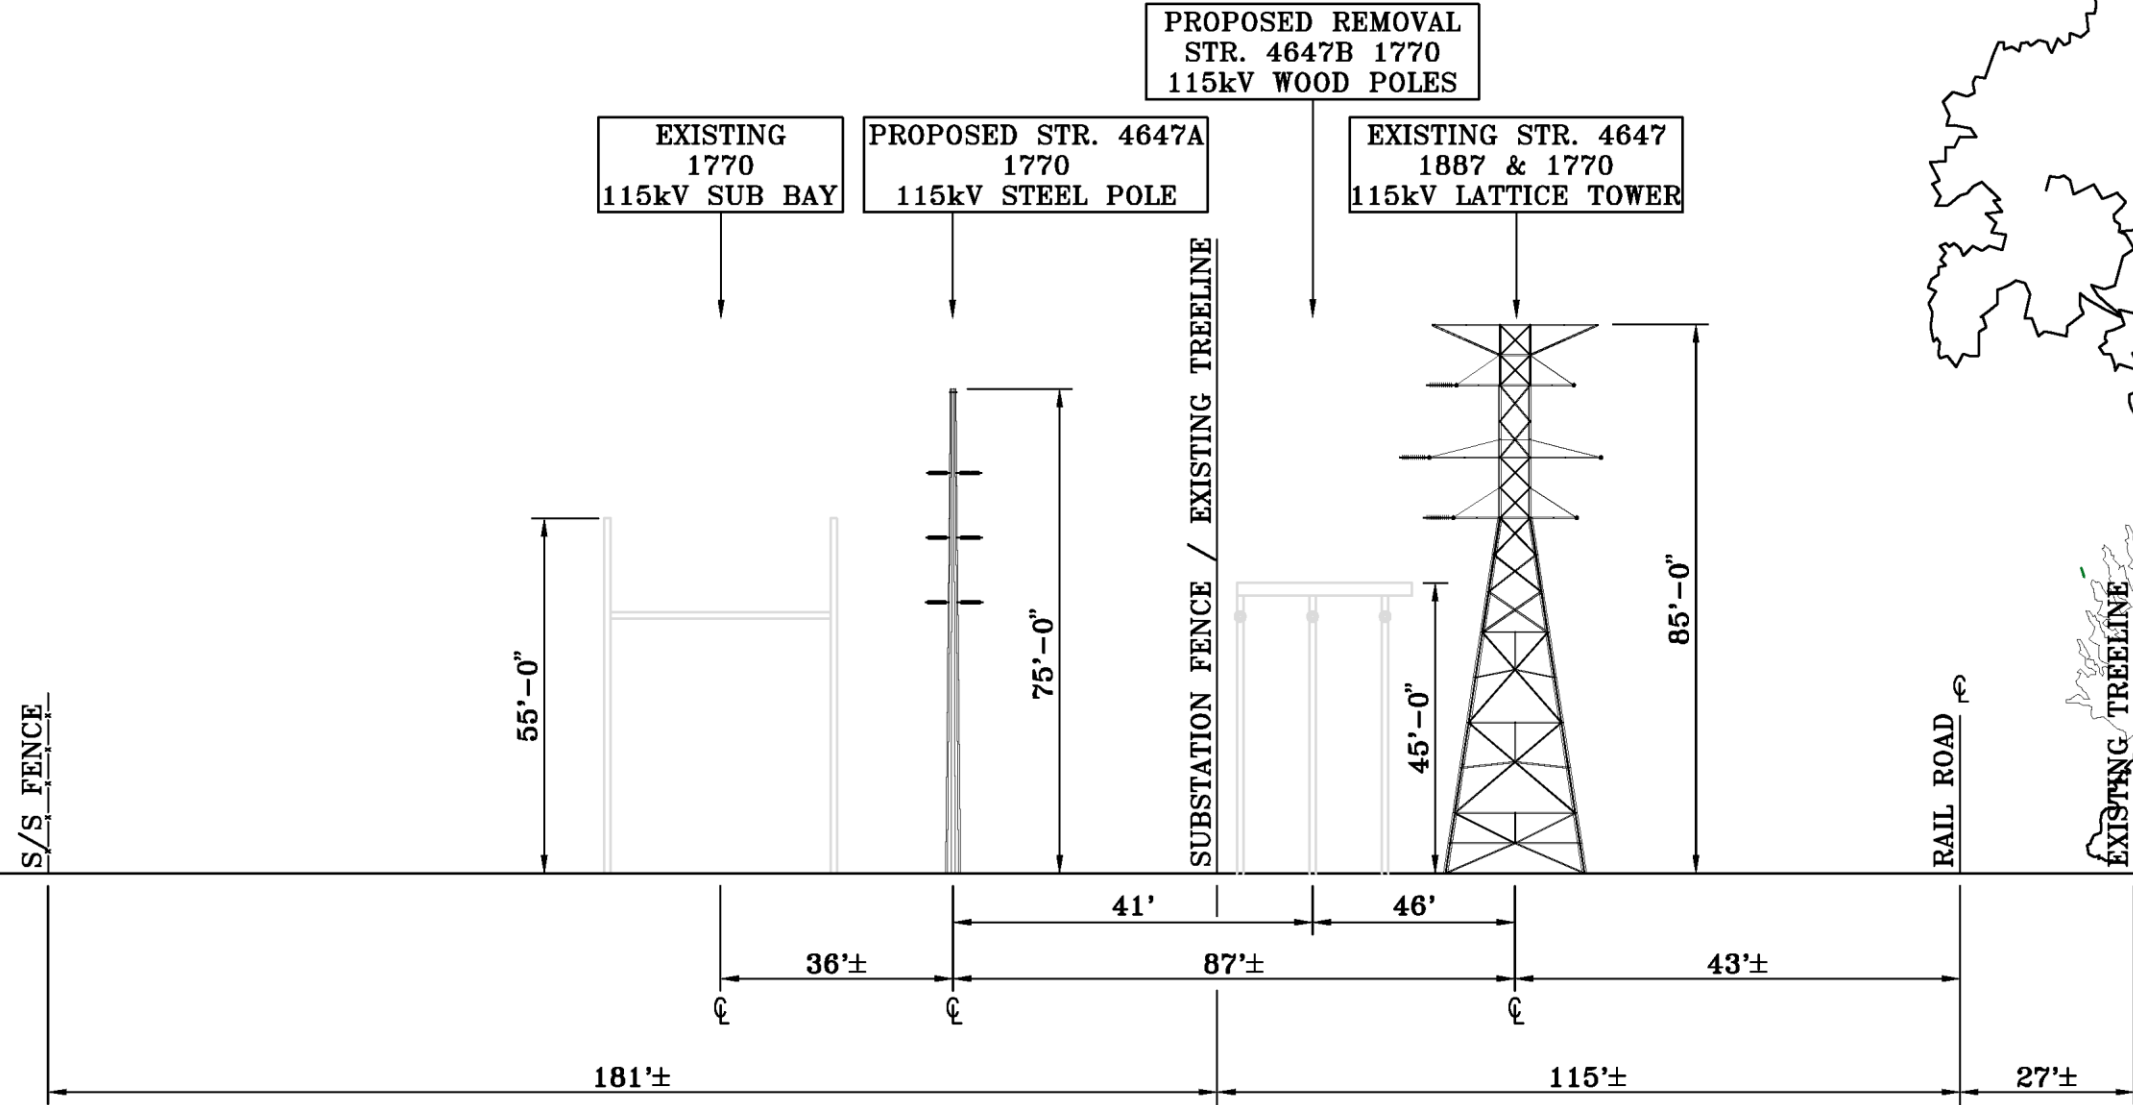 PROPOSED REMOVAL
STR. 4647B 1770
115kV WOOD POLES
EXISTING
1770
115kV SUB BAY
PROPOSED STR. 4647A
1770
115kV STEEL POLE
EXISTING STR. 4647
1887 & 1770
115kV LATTICE TOWER
S/S FENCE
55'-0"
75'-0"
SUBSTATION FENCE / EXISTING TREELINE
45'-0"
85'-0"
RAIL ROAD ℄
EXISTING TREELINE
41'
46'
36'±
87'±
43'±
℄
℄
℄
181'±
115'±
27'±